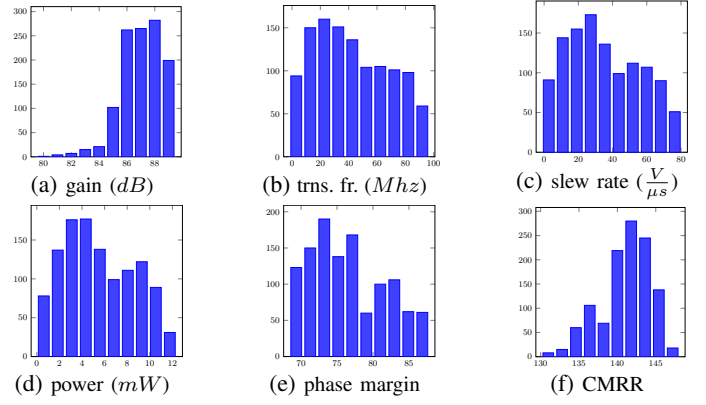 300
250
200
150
100
50
0
80 82 84 86 88
(a) gain (dB)
150
100
50
0
0 20 40 60 80 100
(b) trns. fr. (Mhz)
150
100
50
0
0 20 40 60 80
(c) slew rate (V/μs)
150
100
50
0
0 2 4 6 8 10 12
(d) power (mW)
200
150
100
50
0
70 75 80 85
(e) phase margin
300
250
200
150
100
50
0
130 135 140 145
(f) CMRR